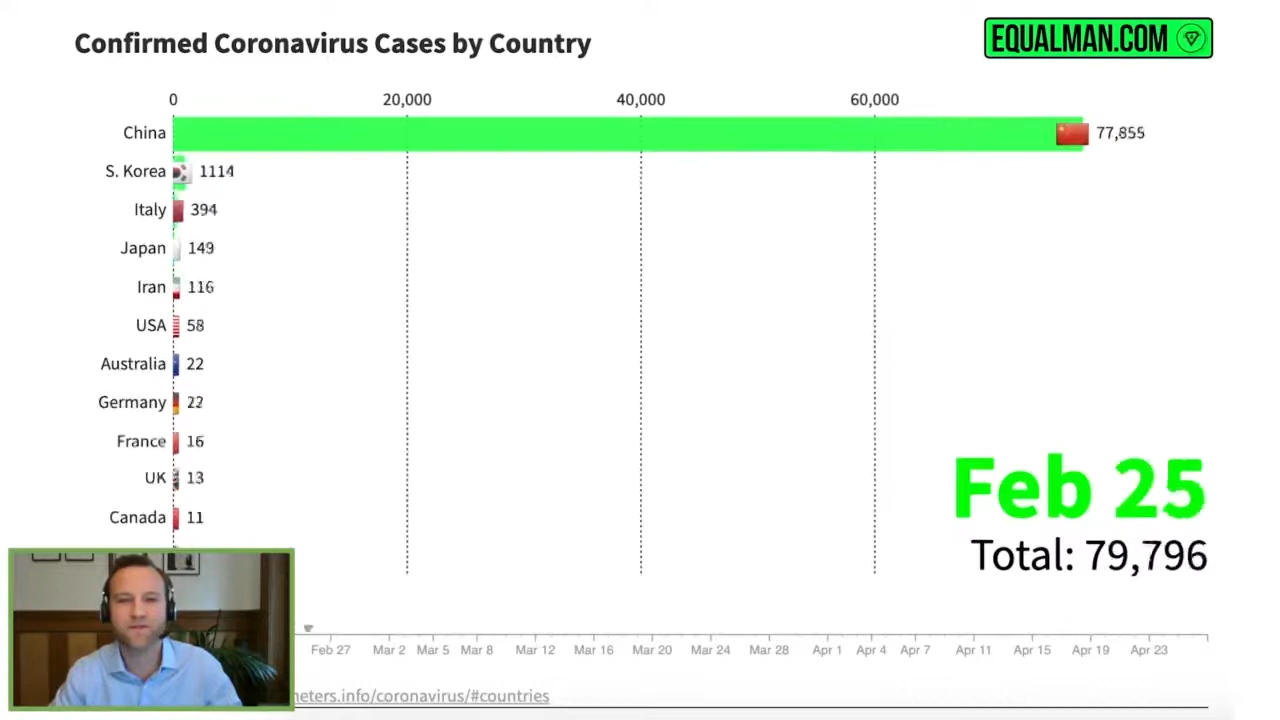 Confirmed Coronavirus Cases by Country
EQUALMAN.COM
0 20,000 40,000 60,000
China 77,855
S. Korea 1114
Italy 394
Japan 149
Iran 116
USA 58
Australia 22
Germany 22
France 16
UK 13
Canada 11
Feb 25
Total: 79,796
Feb 27 Mar 2 Mar 5 Mar 8 Mar 12 Mar 16 Mar 20 Mar 24 Mar 28 Apr 1 Apr 4 Apr 7 Apr 11 Apr 15 Apr 19 Apr 23
meters.info/coronavirus/#countries